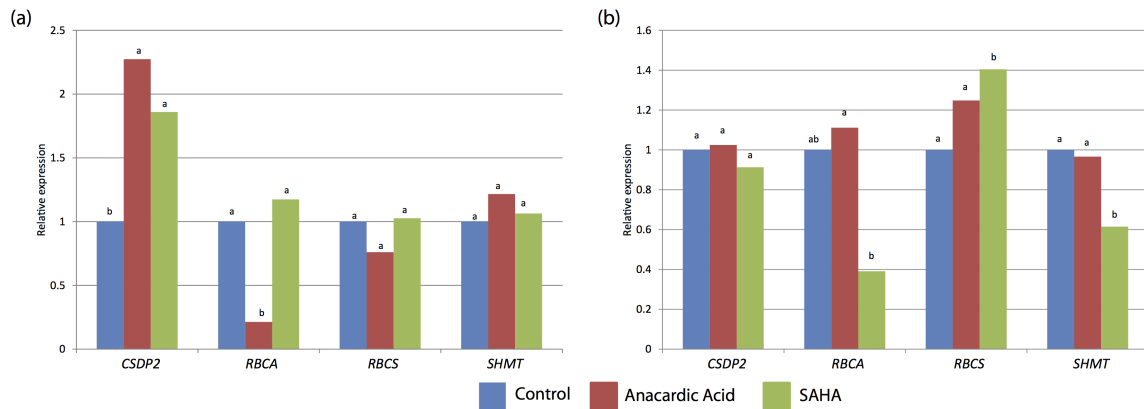 (a)
2.5
2
1.5
1
0.5
0
Relative expression
b a a
a b a
a a a
a a a
CSDP2 RBCA RBCS SHMT
(b)
1.6
1.4
1.2
1
0.8
0.6
0.4
0.2
0
Relative expression
a a a
ab a b
a a b
a a b
CSDP2 RBCA RBCS SHMT
Control Anacardic Acid SAHA